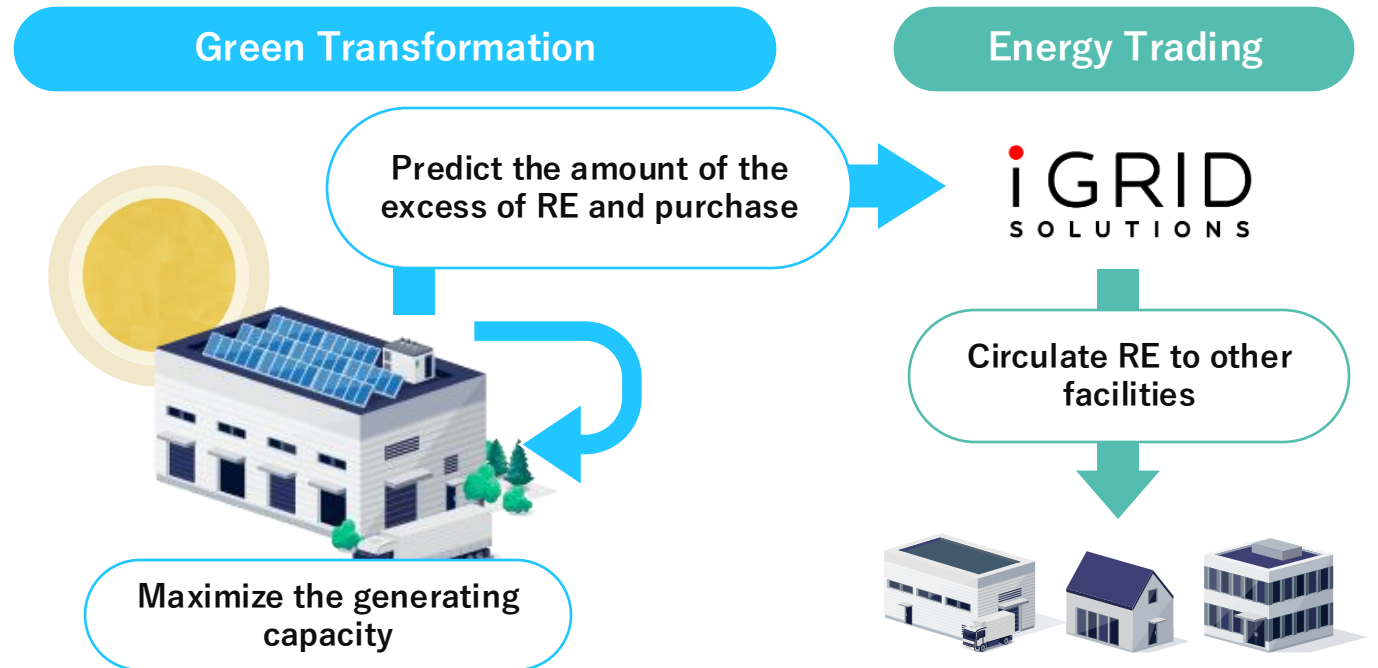 Green Transformation
Energy Trading
Predict the amount of the
excess of RE and purchase
iGRID
SOLUTIONS
Circulate RE to other
facilities
Maximize the generating
capacity